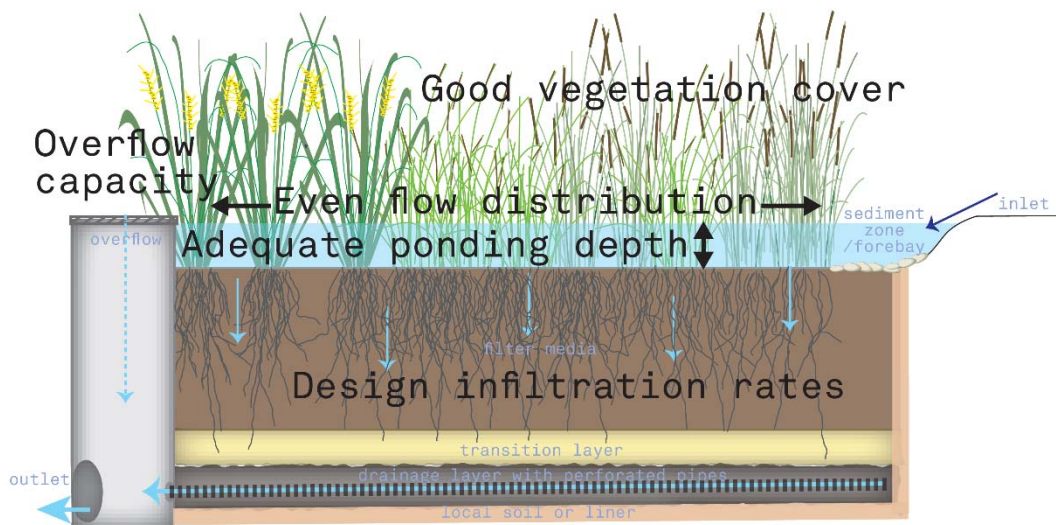 Good vegetation cover
Overflow
capacity
Even flow distribution
inlet
sediment
zone
/forebay
overflow
Adequate ponding depth
filter media
Design infiltration rates
transition layer
drainage layer with perforated pipes
outlet
local soil or liner